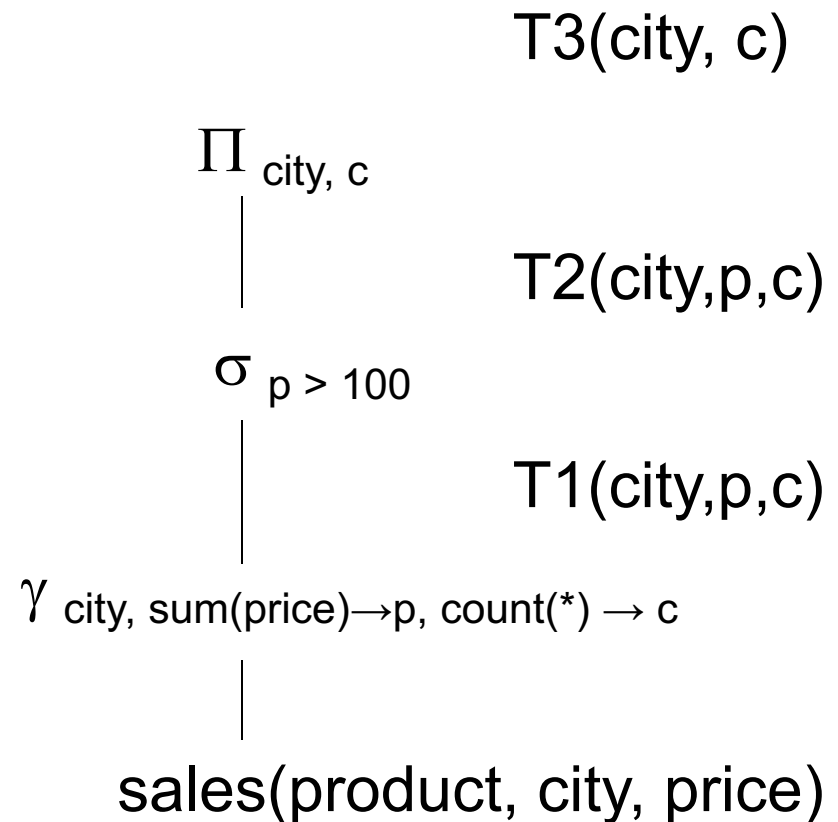 T3(city, c)
Π city, c
T2(city,p,c)
σ p > 100
T1(city,p,c)
γ city, sum(price)→p, count(*) → c
sales(product, city, price)